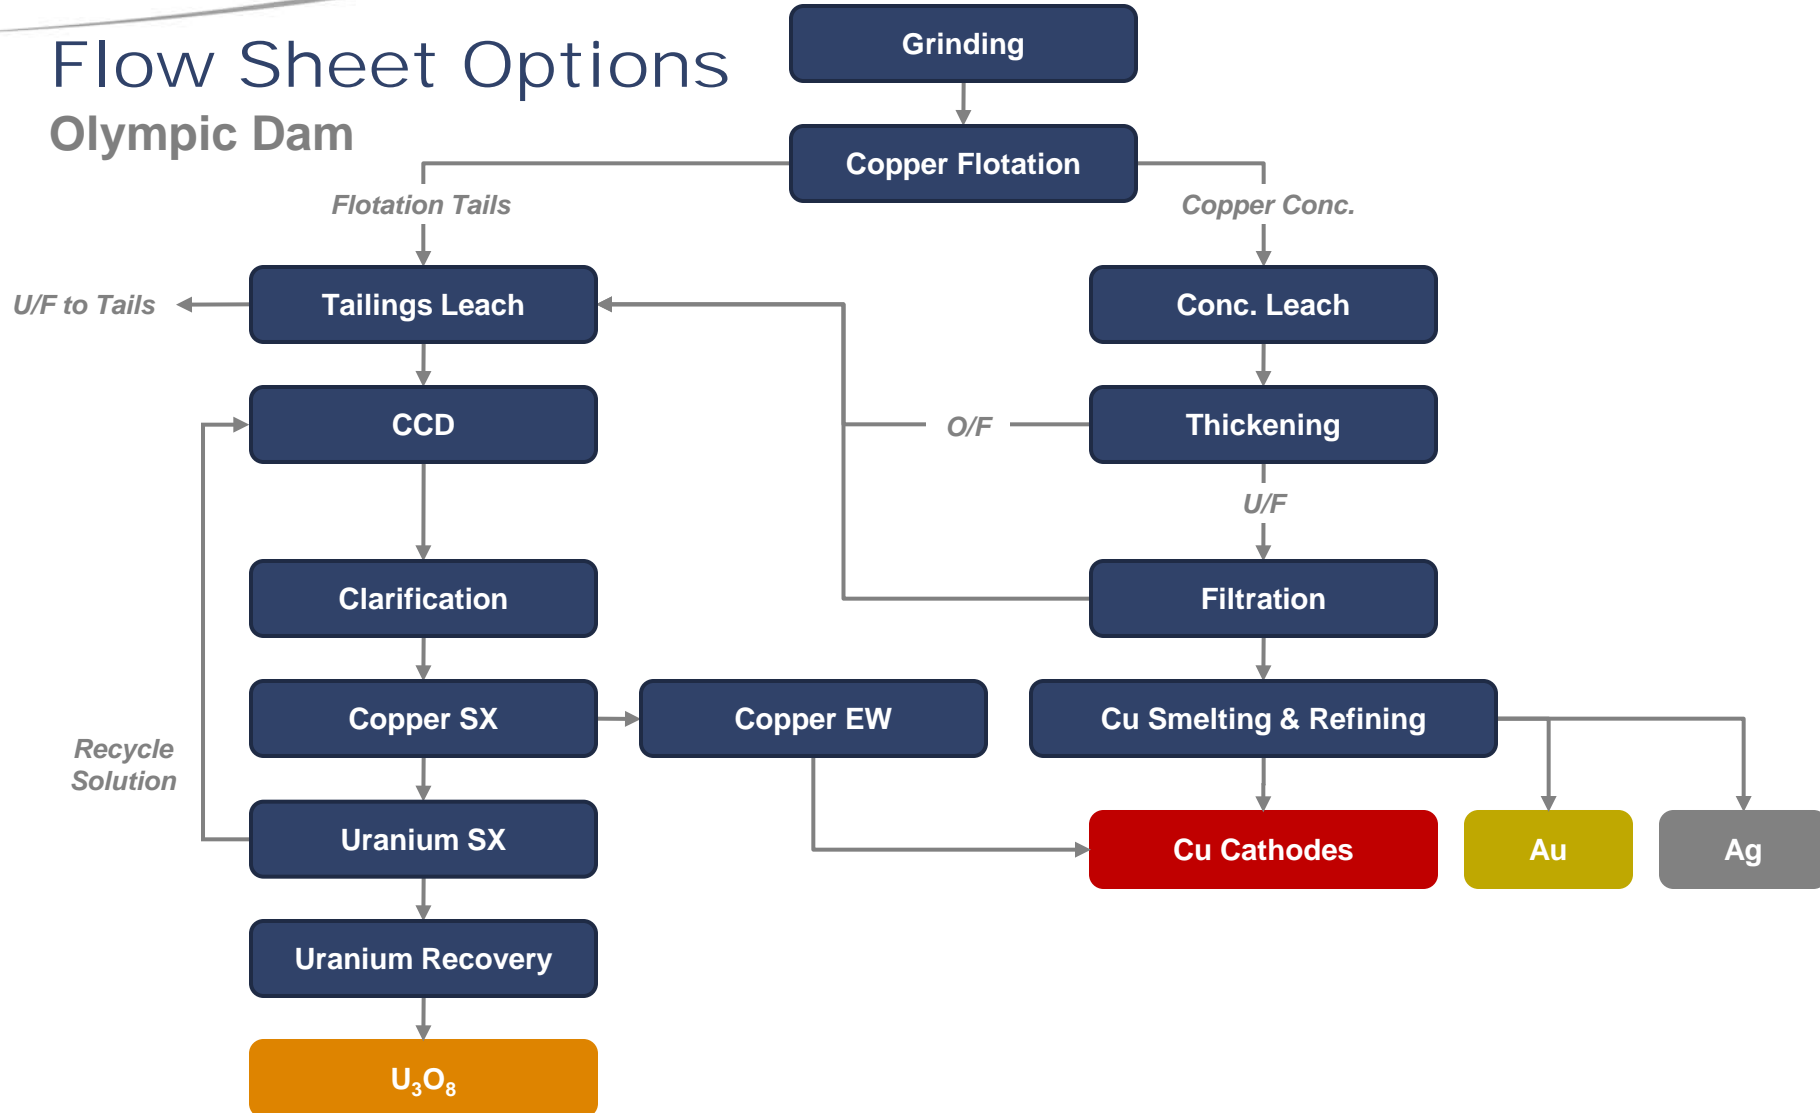 Flow Sheet Options
Olympic Dam
Grinding
Copper Flotation
Flotation Tails
Copper Conc.
U/F to Tails
Tailings Leach
Conc. Leach
CCD
O/F
Thickening
U/F
Clarification
Filtration
Copper SX
Copper EW
Cu Smelting & Refining
Recycle
Solution
Uranium SX
Cu Cathodes
Au
Ag
Uranium Recovery
U₃O₈